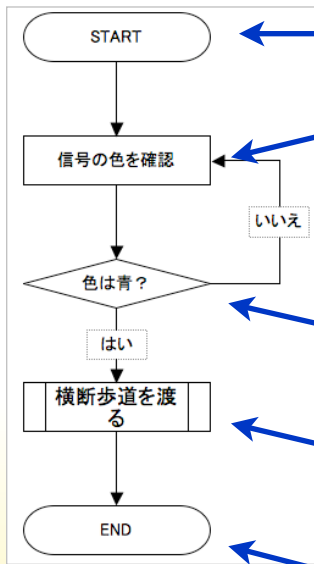 START
信号の色を確認
いいえ
色は青？
はい
横断歩道を渡
る
END